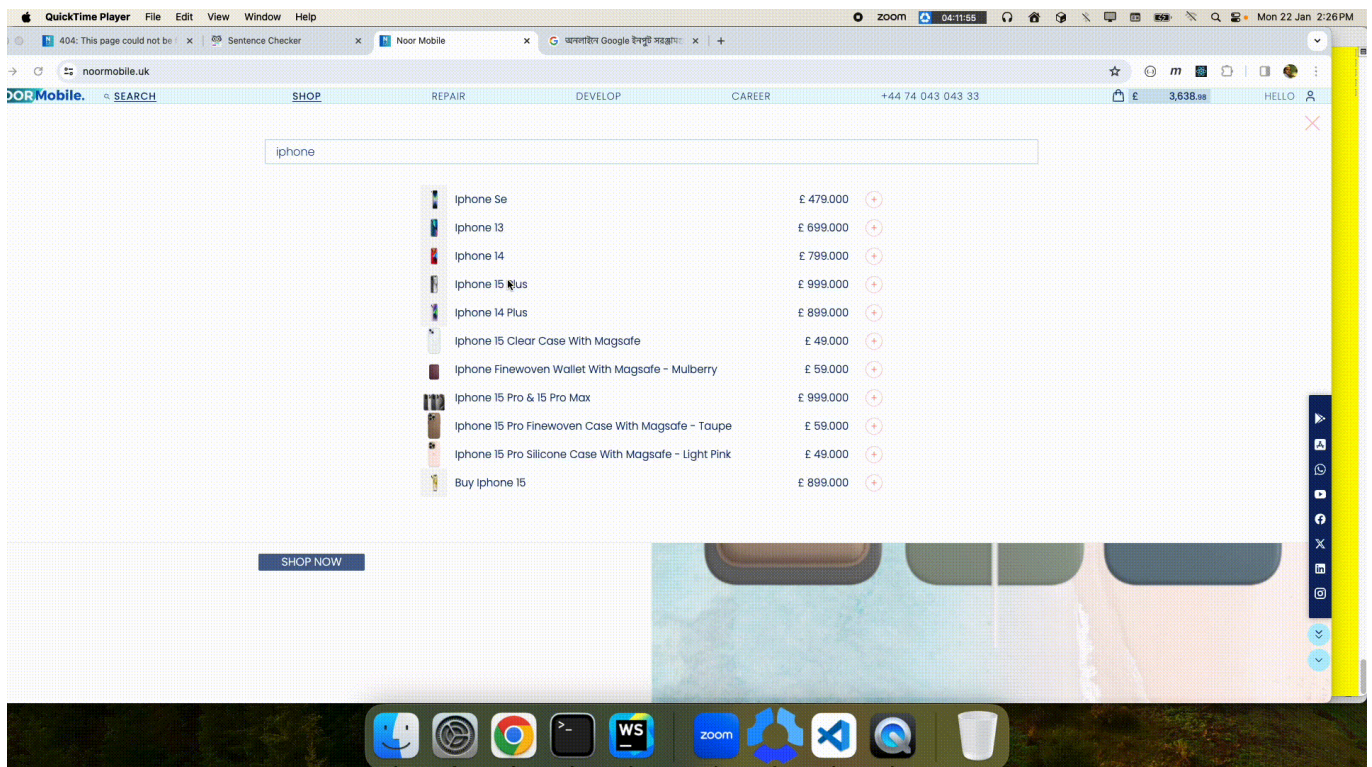 QuickTime Player File Edit View Window Help zoom 04:11:55 Mon 22 Jan 2:26 PM
404: This page could not be f Sentence Checker Noor Mobile অনলাইনে Google ইনপুট সরঞ্জাম
noormobile.uk
OORMobile. SEARCH SHOP REPAIR DEVELOP CAREER +44 74 043 043 33 £ 3,638.98 HELLO
iphone
Iphone Se £ 479.000 +
Iphone 13 £ 699.000 +
Iphone 14 £ 799.000 +
Iphone 15 Plus £ 999.000 +
Iphone 14 Plus £ 899.000 +
Iphone 15 Clear Case With Magsafe £ 49.000 +
Iphone Finewoven Wallet With Magsafe - Mulberry £ 59.000 +
Iphone 15 Pro & 15 Pro Max £ 999.000 +
Iphone 15 Pro Finewoven Case With Magsafe - Taupe £ 59.000 +
Iphone 15 Pro Silicone Case With Magsafe - Light Pink £ 49.000 +
Buy Iphone 15 £ 899.000 +
SHOP NOW
WS zoom